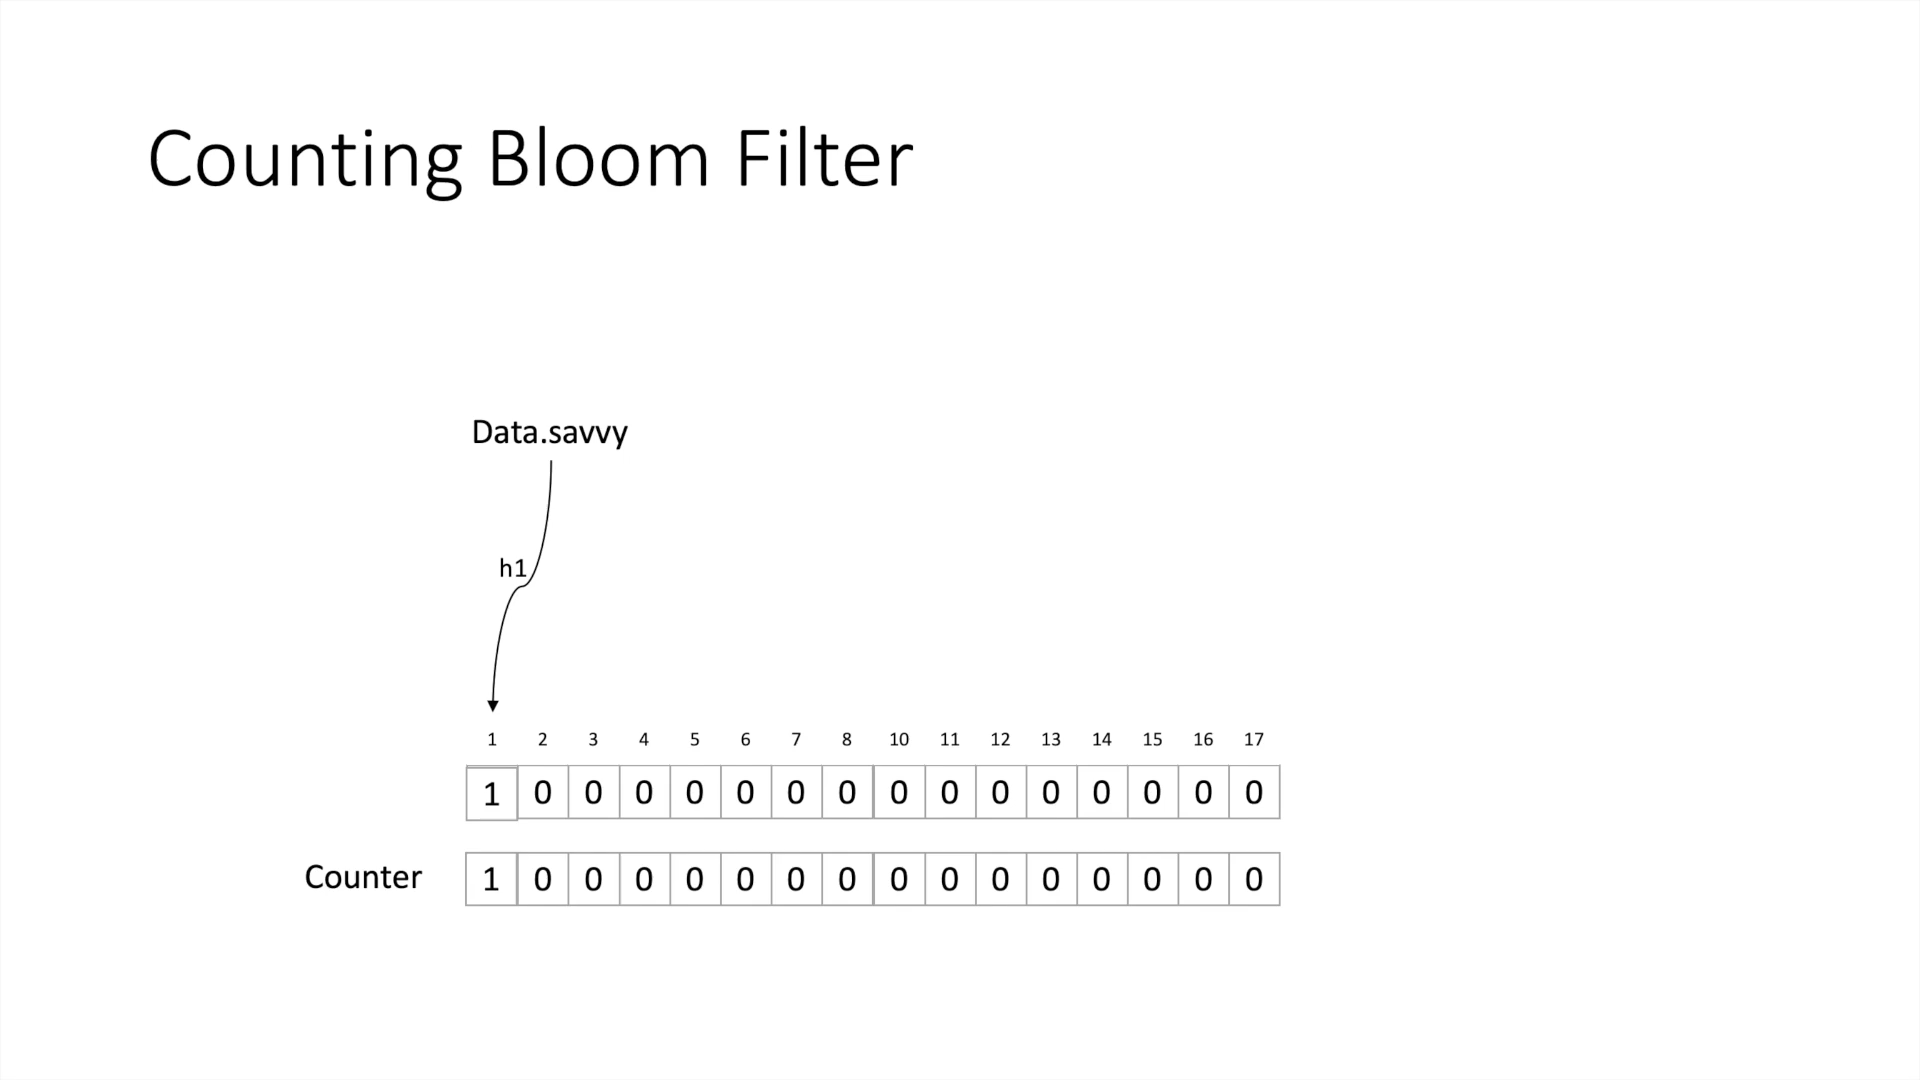 Counting Bloom Filter
Data.savvy
h1
1 2 3 4 5 6 7 8 10 11 12 13 14 15 16 17
1 0 0 0 0 0 0 0 0 0 0 0 0 0 0 0
Counter 1 0 0 0 0 0 0 0 0 0 0 0 0 0 0 0